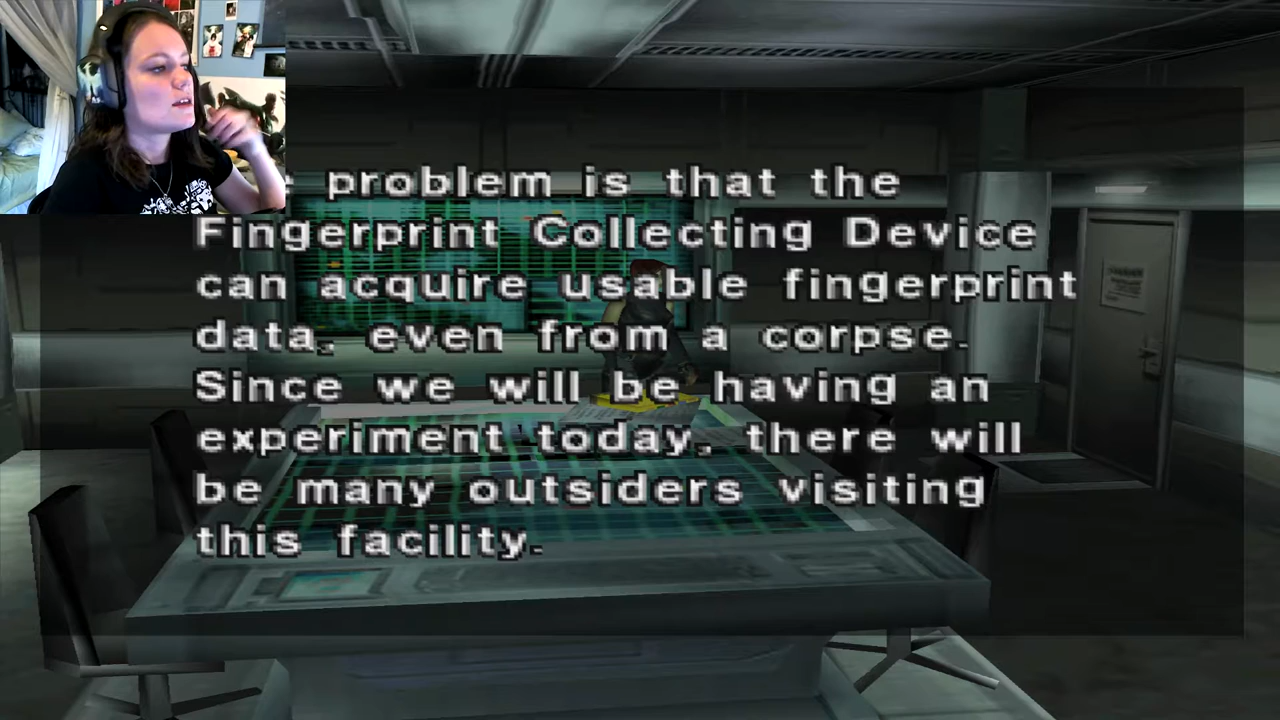 problem is that the
Fingerprint Collecting Device
can acquire usable fingerprint
data, even from a corpse.
Since we will be having an
experiment today, there will
be many outsiders visiting
this facility.